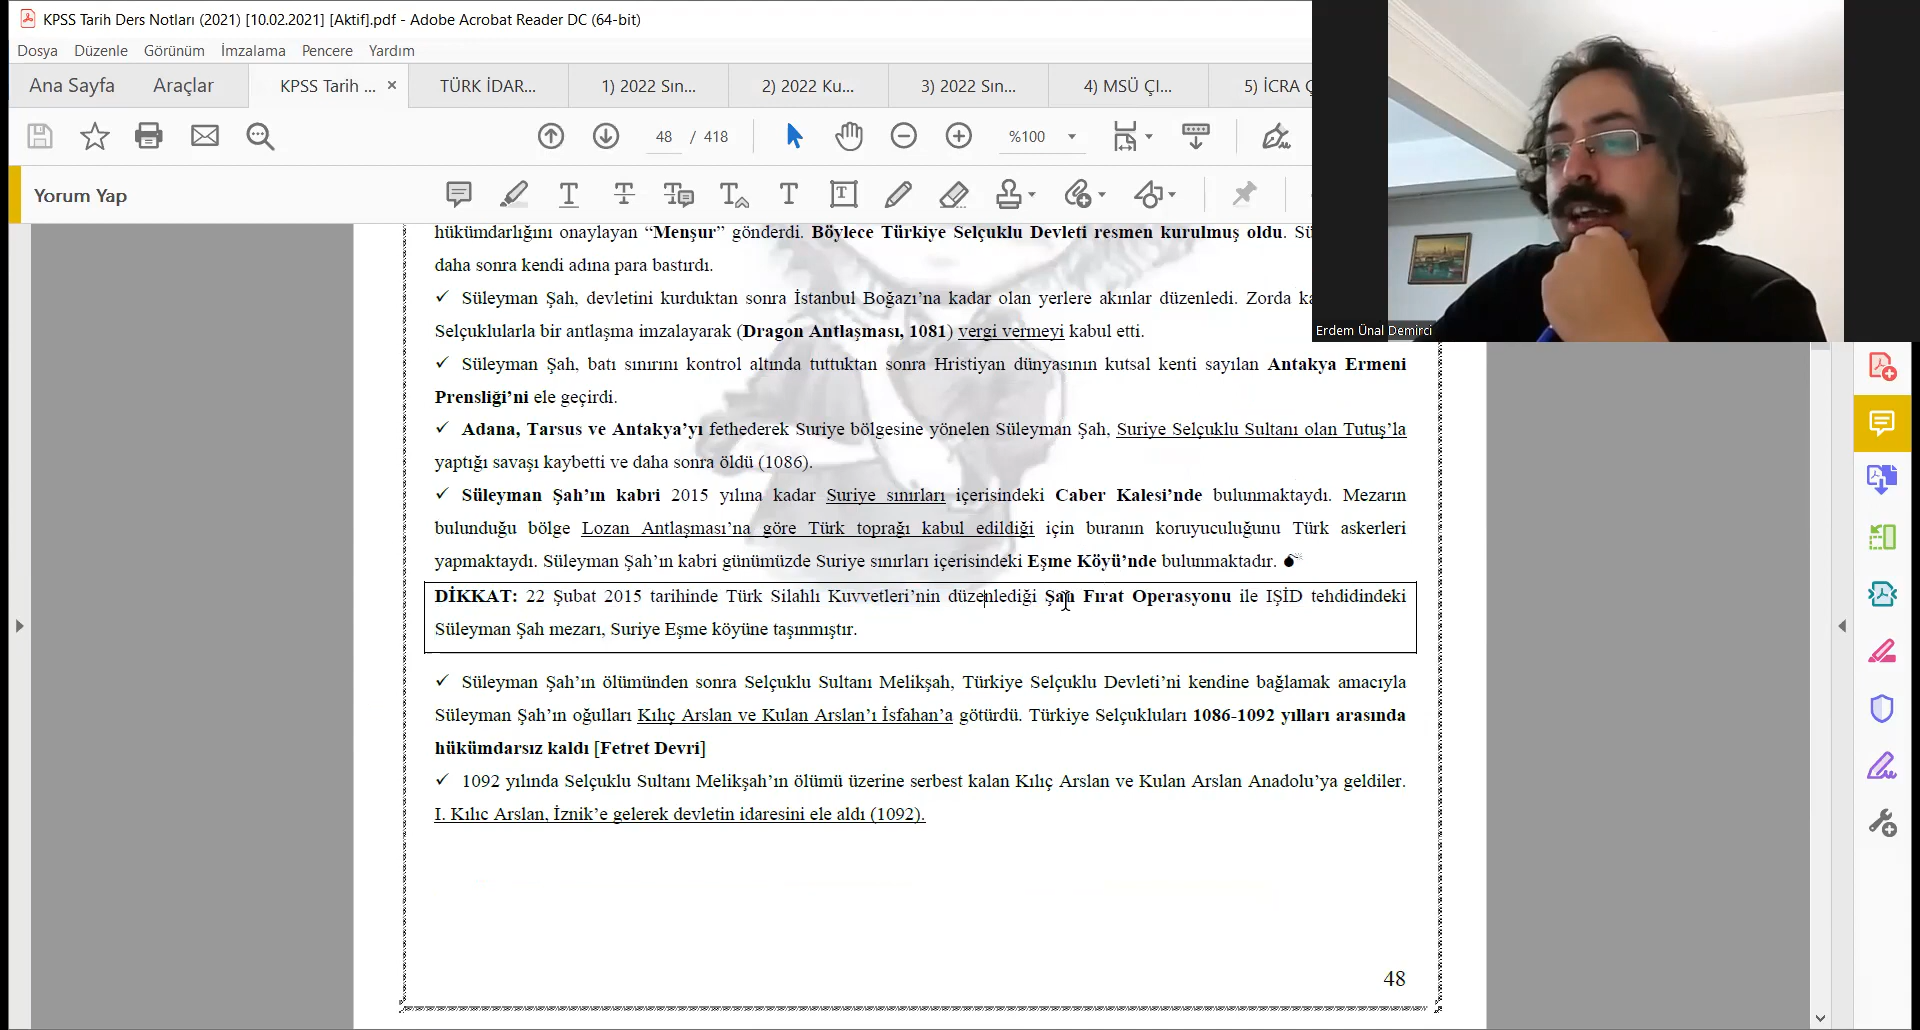 KPSS Tarih Ders Notları (2021) [10.02.2021] [Aktif].pdf - Adobe Acrobat Reader DC (64-bit)
Dosya Düzenle Görünüm İmzalama Pencere Yardım
Ana Sayfa Araçlar KPSS Tarih ... × TÜRK İDAR... 1) 2022 Sın... 2) 2022 Ku... 3) 2022 Sın... 4) MSÜ ÇI... 5) İCRA Ç
48 / 418 %100
Yorum Yap
Erdem Ünal Demirci
hükümdarlığını onaylayan “Menşur” gönderdi. Böylece Türkiye Selçuklu Devleti resmen kurulmuş oldu. Sü
daha sonra kendi adına para bastırdı.
✓ Süleyman Şah, devletini kurduktan sonra İstanbul Boğazı’na kadar olan yerlere akınlar düzenledi. Zorda ka
Selçuklularla bir antlaşma imzalayarak (Dragon Antlaşması, 1081) vergi vermeyi kabul etti.
✓ Süleyman Şah, batı sınırını kontrol altında tuttuktan sonra Hristiyan dünyasının kutsal kenti sayılan Antakya Ermeni
Prensliği’ni ele geçirdi.
✓ Adana, Tarsus ve Antakya’yı fethederek Suriye bölgesine yönelen Süleyman Şah, Suriye Selçuklu Sultanı olan Tutuş’la
yaptığı savaşı kaybetti ve daha sonra öldü (1086).
✓ Süleyman Şah’ın kabri 2015 yılına kadar Suriye sınırları içerisindeki Caber Kalesi’nde bulunmaktaydı. Mezarın
bulunduğu bölge Lozan Antlaşması’na göre Türk toprağı kabul edildiği için buranın koruyuculuğunu Türk askerleri
yapmaktaydı. Süleyman Şah’ın kabri günümüzde Suriye sınırları içerisindeki Eşme Köyü’nde bulunmaktadır.
DİKKAT: 22 Şubat 2015 tarihinde Türk Silahlı Kuvvetleri’nin düzenlediği Şah Fırat Operasyonu ile IŞİD tehdidindeki
Süleyman Şah mezarı, Suriye Eşme köyüne taşınmıştır.
✓ Süleyman Şah’ın ölümünden sonra Selçuklu Sultanı Melikşah, Türkiye Selçuklu Devleti’ni kendine bağlamak amacıyla
Süleyman Şah’ın oğulları Kılıç Arslan ve Kulan Arslan’ı İsfahan’a götürdü. Türkiye Selçukluları 1086-1092 yılları arasında
hükümdarsız kaldı [Fetret Devri]
✓ 1092 yılında Selçuklu Sultanı Melikşah’ın ölümü üzerine serbest kalan Kılıç Arslan ve Kulan Arslan Anadolu’ya geldiler.
I. Kılıc Arslan, İznik’e gelerek devletin idaresini ele aldı (1092).
48